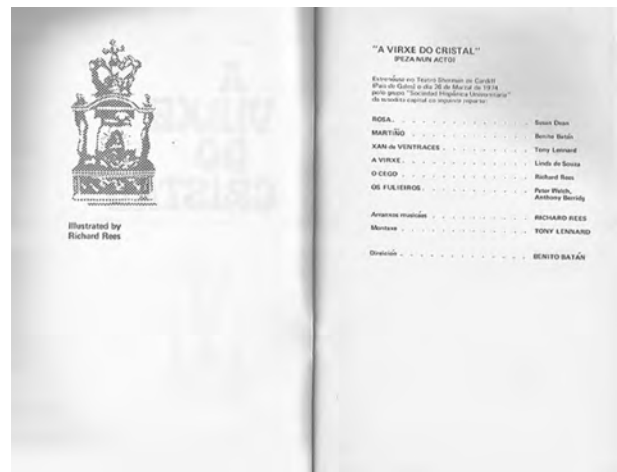 Illustrated by
Richard Rees
"A VIRXE DO CRISTAL"
(PEZA NUN ACTO)
Estrenouse no Teatro Sherman de Cardiff
(País de Gales) o día 26 de Marzal de 1974
polo grupo "Sociedad Hispánica Universitaria"
da mesma capital co seguinte reparto:
ROSA . . . . . . . . . . . . Susan Dean
MARTIÑO . . . . . . . . . . . . Benito Batán
XAN de VENTRACES . . . . . . . . . . . . Tony Lennard
A VIRXE . . . . . . . . . . . . Linda de Souza
O CEGO . . . . . . . . . . . . Richard Rees
OS FULIEIROS . . . . . . . . . . . . Peter Welch,
Anthony Berridg
Arranxos musicáis . . . . . . . . . . . . RICHARD REES
Montaxe . . . . . . . . . . . . TONY LENNARD
Direición . . . . . . . . . . . . BENITO BATÁN